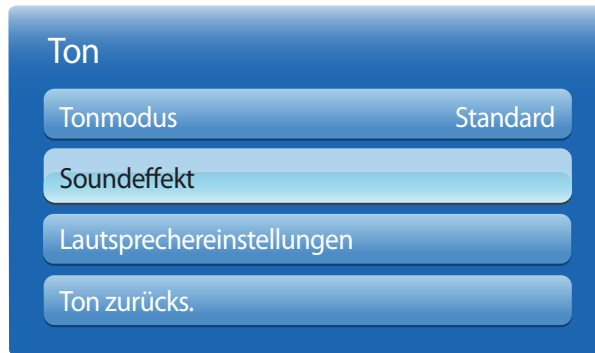 Ton
Tonmodus Standard
Soundeffekt
Lautsprechereinstellungen
Ton zurücks.